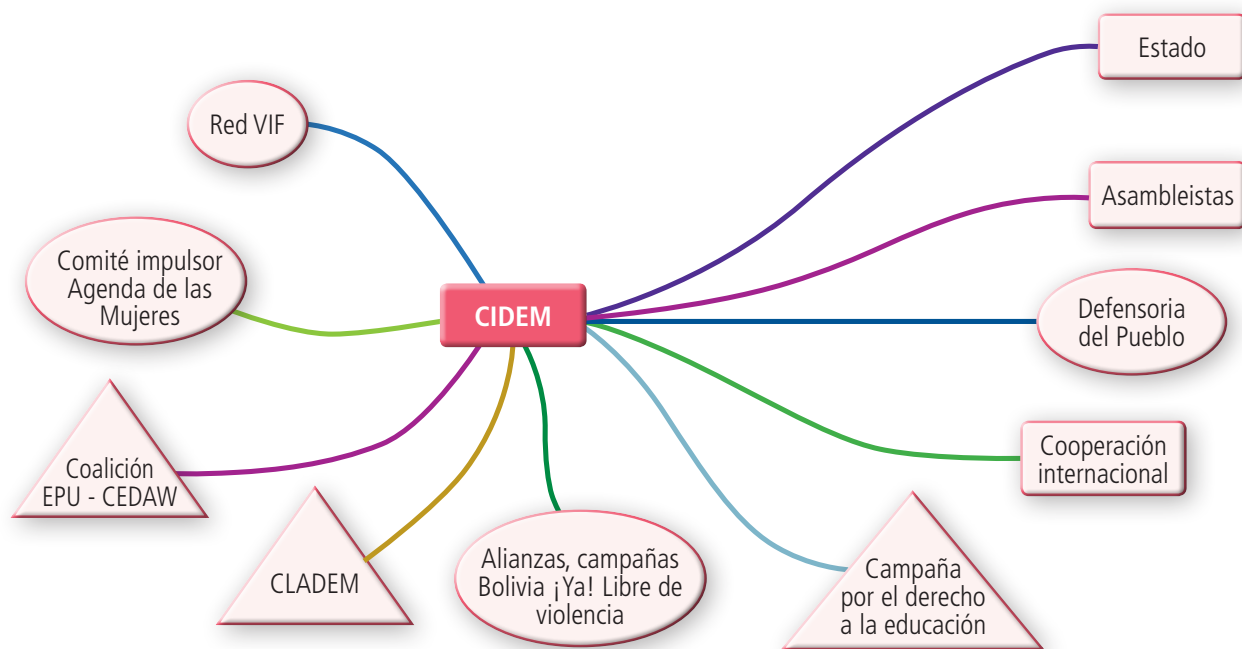 Estado
Red VIF
Asambleistas
Comité impulsor
Agenda de las
Mujeres
CIDEM
Defensoria
del Pueblo
Coalición
EPU - CEDAW
Cooperación
internacional
CLADEM
Alianzas, campañas
Bolivia ¡Ya! Libre de
violencia
Campaña
por el derecho
a la educación